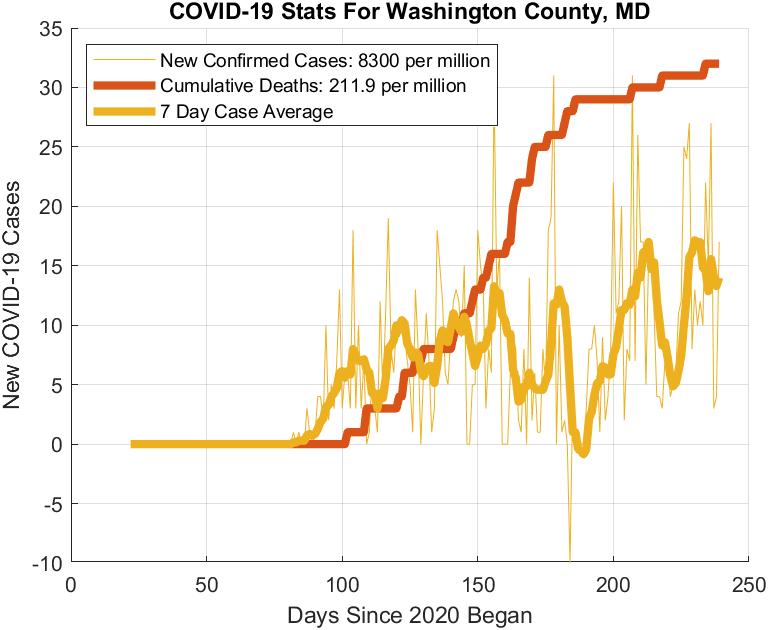 COVID-19 Stats For Washington County, MD
New Confirmed Cases: 8300 per million
Cumulative Deaths: 211.9 per million
7 Day Case Average
New COVID-19 Cases
35
30
25
20
15
10
5
0
-5
-10
0 50 100 150 200 250
Days Since 2020 Began